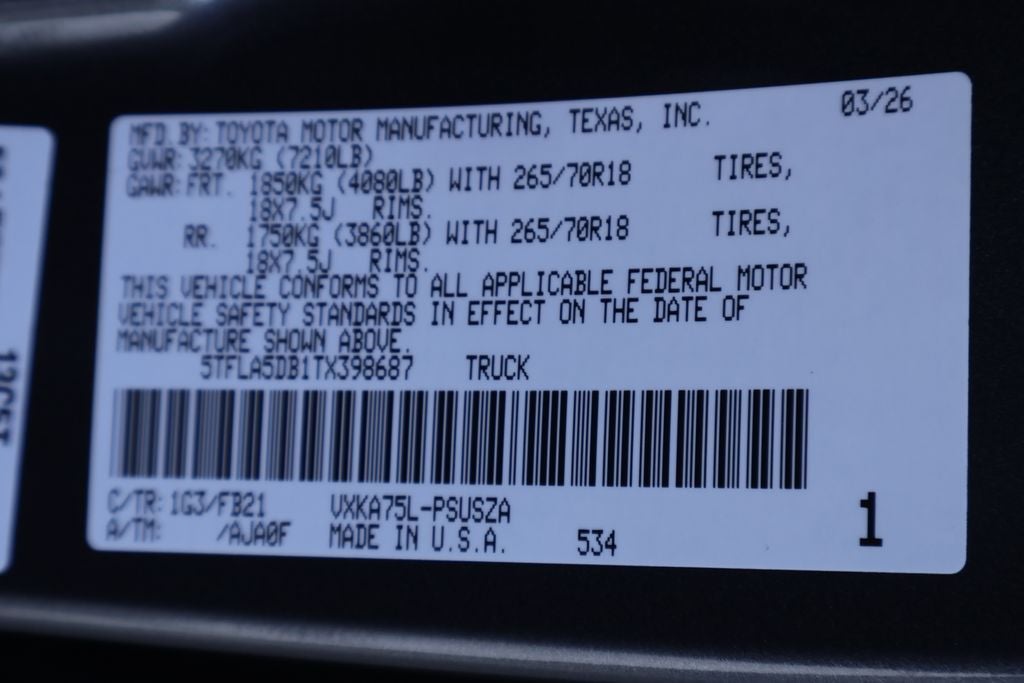 MFD. BY: TOYOTA MOTOR MANUFACTURING, TEXAS, INC. 03/26
GVWR: 3270KG (7210LB)
GAWR: FRT. 1850KG (4080LB) WITH 265/70R18 TIRES,
18X7.5J RIMS.
RR. 1750KG (3860LB) WITH 265/70R18 TIRES,
18X7.5J RIMS.
THIS VEHICLE CONFORMS TO ALL APPLICABLE FEDERAL MOTOR
VEHICLE SAFETY STANDARDS IN EFFECT ON THE DATE OF
MANUFACTURE SHOWN ABOVE.
5TFLA5DB1TX398687 TRUCK
C/TR: 1G3/FB21 VXKA75L-PSUSZA
A/TM: /AJA0F MADE IN U.S.A. 534 1